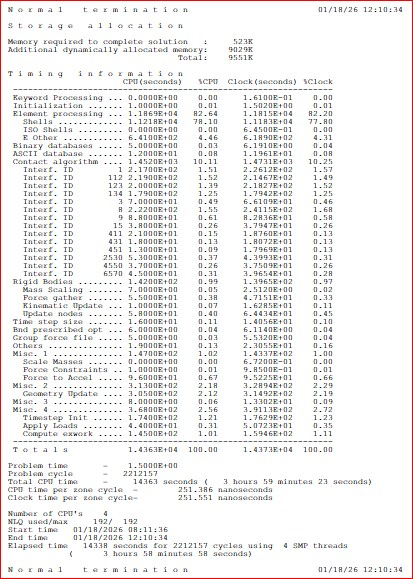 N o r m a l    t e r m i n a t i o n    01/18/26 12:10:34
S t o r a g e   a l l o c a t i o n
Memory required to complete solution   :    523K
Additional dynamically allocated memory:   9029K
Total:   9551K
T i m i n g   i n f o r m a t i o n
CPU(seconds)   %CPU  Clock(seconds) %Clock
Keyword Processing ... 0.0000E+00    0.00    1.6100E-01    0.00
Initialization ....... 1.0000E+00    0.01    1.5020E+00    0.01
Element processing ... 1.1869E+04   82.64    1.1815E+04   82.20
Shells ............. 1.1218E+04   78.10    1.1183E+04   77.80
ISO Shells ......... 0.0000E+00    0.00    6.4500E-01    0.00
E Other ............ 6.4100E+02    4.46    6.1890E+02    4.31
Binary databases ..... 5.0000E+00    0.03    6.1910E+00    0.04
ASCII database ....... 1.2000E+01    0.08    1.1961E+01    0.08
Contact algorithm .... 1.4520E+03   10.11    1.4731E+03   10.25
Interf. ID         1 2.1700E+02    1.51    2.2612E+02    1.57
Interf. ID       112 2.1900E+02    1.52    2.1467E+02    1.49
Interf. ID       123 2.0000E+02    1.39    2.1827E+02    1.52
Interf. ID       134 1.7900E+02    1.25    1.7942E+02    1.25
Interf. ID         3 7.0000E+01    0.49    6.6109E+01    0.46
Interf. ID         8 2.2200E+02    1.55    2.4115E+02    1.68
Interf. ID         9 8.8000E+01    0.61    8.2836E+01    0.58
Interf. ID        15 3.8000E+01    0.26    3.7947E+01    0.26
Interf. ID       411 2.1000E+01    0.15    1.8760E+01    0.13
Interf. ID       431 1.8000E+01    0.13    1.8072E+01    0.13
Interf. ID       451 1.3000E+01    0.09    1.7969E+01    0.13
Interf. ID      2530 5.3000E+01    0.37    4.3993E+01    0.31
Interf. ID      4550 3.7000E+01    0.26    3.7509E+01    0.26
Interf. ID      6570 4.5000E+01    0.31    3.9654E+01    0.28
Rigid Bodies ......... 1.4200E+02    0.99    1.3965E+02    0.97
Mass Scaling ....... 7.0000E+00    0.05    2.5120E+00    0.02
Force gather ....... 5.5000E+01    0.38    4.7151E+01    0.33
Kinematic Update ... 1.0000E+01    0.07    1.6285E+01    0.11
Update nodes ....... 5.8000E+01    0.40    6.4434E+01    0.45
Time step size ....... 1.6000E+01    0.11    1.4056E+01    0.10
Bnd prescribed opt ... 6.0000E+00    0.04    6.1140E+00    0.04
Group force file ..... 5.0000E+00    0.03    5.5320E+00    0.04
Others ............... 1.9000E+01    0.13    2.3055E+01    0.16
Misc. 1 .............. 1.4700E+02    1.02    1.4337E+02    1.00
Scale Masses ....... 0.0000E+00    0.00    6.7200E-01    0.00
Force Constraints .. 1.0000E+00    0.01    9.8500E-01    0.01
Force to Accel ..... 9.6000E+01    0.67    9.5225E+01    0.66
Misc. 2 .............. 3.1300E+02    2.18    3.2894E+02    2.29
Geometry Update .... 3.0500E+02    2.12    3.1492E+02    2.19
Misc. 3 .............. 8.0000E+00    0.06    1.3302E+01    0.09
Misc. 4 .............. 3.6800E+02    2.56    3.9113E+02    2.72
Timestep Init ...... 1.7400E+02    1.21    1.7629E+02    1.23
Apply Loads ........ 4.4000E+01    0.31    5.0723E+01    0.35
Compute exwork ..... 1.4500E+02    1.01    1.5946E+02    1.11
T o t a l s            1.4363E+04  100.00    1.4373E+04  100.00
Problem time       =    1.5000E+00
Problem cycle      =    2212157
Total CPU time     =      14363 seconds (   3 hours 59 minutes 23 seconds)
CPU time per zone cycle  =        251.386 nanoseconds
Clock time per zone cycle=        251.551 nanoseconds
Number of CPU's    4
NLQ used/max     192/  192
Start time   01/18/2026 08:11:36
End time     01/18/2026 12:10:34
Elapsed time   14338 seconds for 2212157 cycles using  4 SMP threads
(   3 hours 58 minutes 58 seconds)
N o r m a l    t e r m i n a t i o n    01/18/26 12:10:34